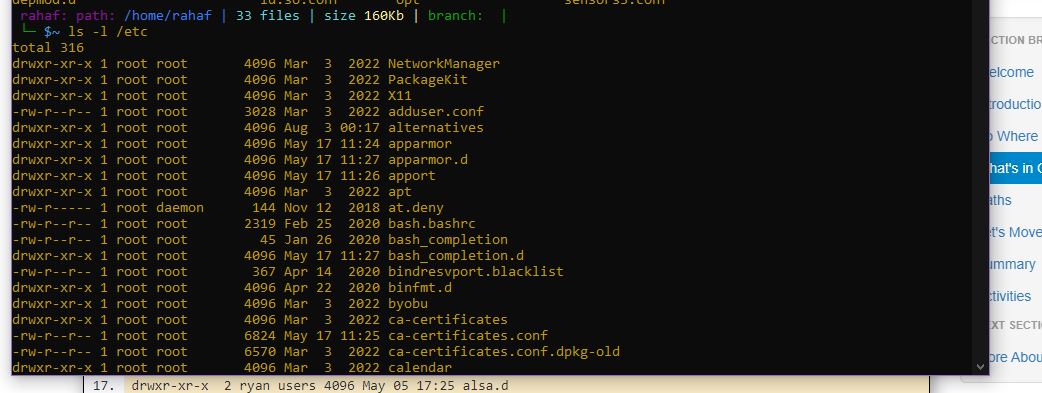 depmod.d ld.so.conf opt sensors3.conf
rahaf: path: /home/rahaf | 33 files | size 160Kb | branch: |
└─ $~ ls -l /etc
total 316
drwxr-xr-x 1 root root 4096 Mar 3 2022 NetworkManager
drwxr-xr-x 1 root root 4096 Mar 3 2022 PackageKit
drwxr-xr-x 1 root root 4096 Mar 3 2022 X11
-rw-r--r-- 1 root root 3028 Mar 3 2022 adduser.conf
drwxr-xr-x 1 root root 4096 Aug 3 00:17 alternatives
drwxr-xr-x 1 root root 4096 May 17 11:24 apparmor
drwxr-xr-x 1 root root 4096 May 17 11:27 apparmor.d
drwxr-xr-x 1 root root 4096 May 17 11:26 apport
drwxr-xr-x 1 root root 4096 Mar 3 2022 apt
-rw-r----- 1 root daemon 144 Nov 12 2018 at.deny
-rw-r--r-- 1 root root 2319 Feb 25 2020 bash.bashrc
-rw-r--r-- 1 root root 45 Jan 26 2020 bash_completion
drwxr-xr-x 1 root root 4096 May 17 11:27 bash_completion.d
-rw-r--r-- 1 root root 367 Apr 14 2020 bindresvport.blacklist
drwxr-xr-x 1 root root 4096 Apr 22 2020 binfmt.d
drwxr-xr-x 1 root root 4096 Mar 3 2022 byobu
drwxr-xr-x 1 root root 4096 Mar 3 2022 ca-certificates
-rw-r--r-- 1 root root 6824 May 17 11:25 ca-certificates.conf
-rw-r--r-- 1 root root 6570 Mar 3 2022 ca-certificates.conf.dpkg-old
drwxr-xr-x 1 root root 4096 Mar 3 2022 calendar
17. drwxr-xr-x 2 ryan users 4096 May 05 17:25 alsa.d
CTION BR
elcome
troductio
o Where
hat's in
aths
et's Move
ummary
ctivities
EXT SECTI
ore Abou